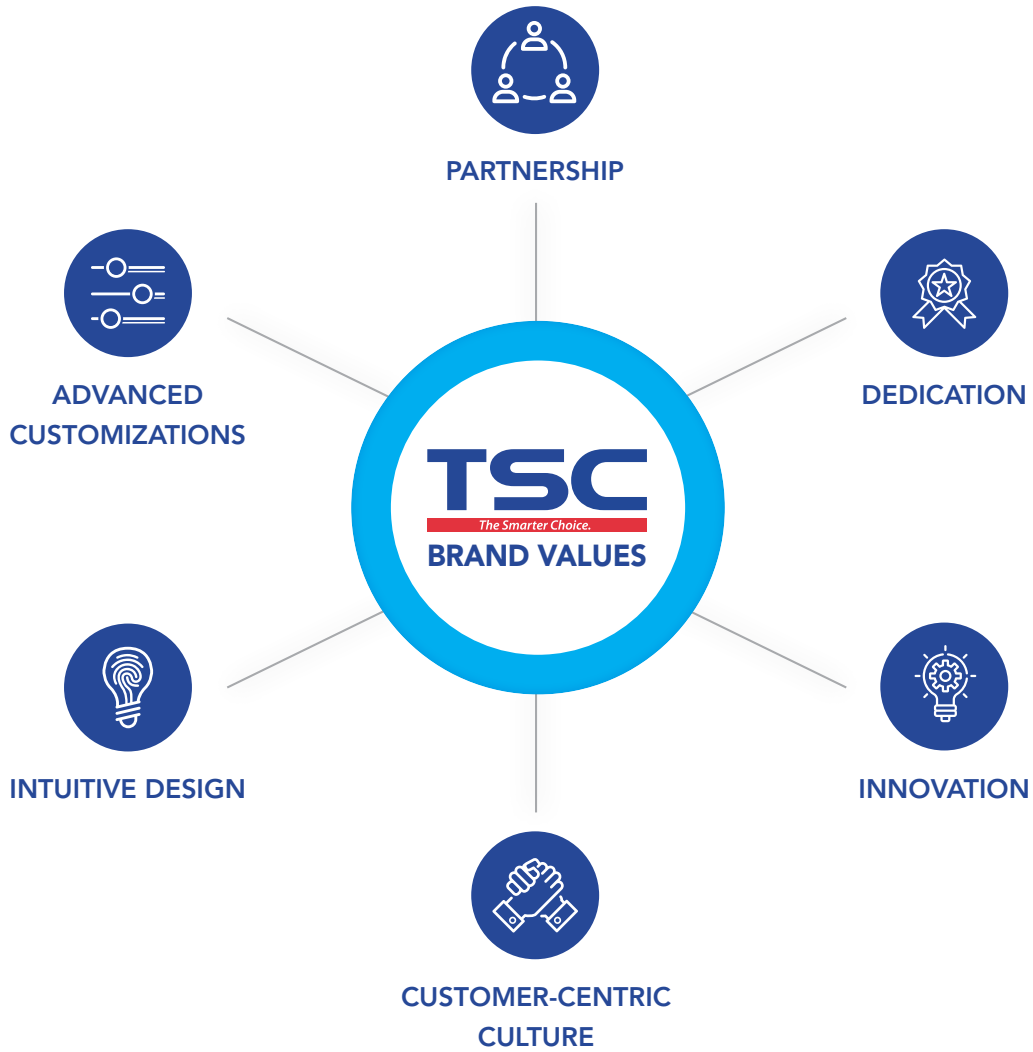 PARTNERSHIP
ADVANCED
CUSTOMIZATIONS
DEDICATION
TSC
The Smarter Choice.
BRAND VALUES
INTUITIVE DESIGN
INNOVATION
CUSTOMER-CENTRIC
CULTURE